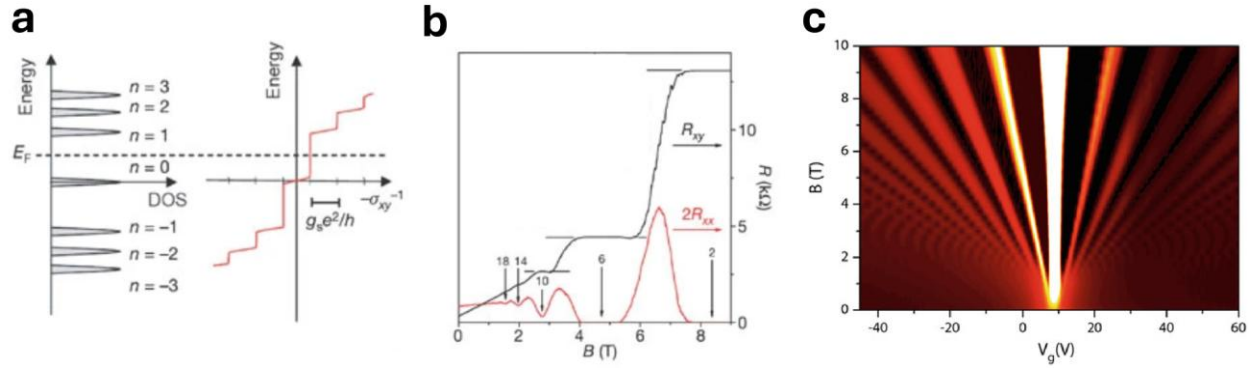 a
Energy
n = 3
n = 2
n = 1
E_F
n = 0
DOS
n = −1
n = −2
n = −3
Energy
−σ_xy⁻¹
g_s e²/h
b
R_xy
2R_xx
18
14
10
6
2
10
5
0
R (kΩ)
0
2
4
6
8
B (T)
c
10
8
6
4
2
0
B (T)
-40
-20
0
20
40
60
V_g(V)